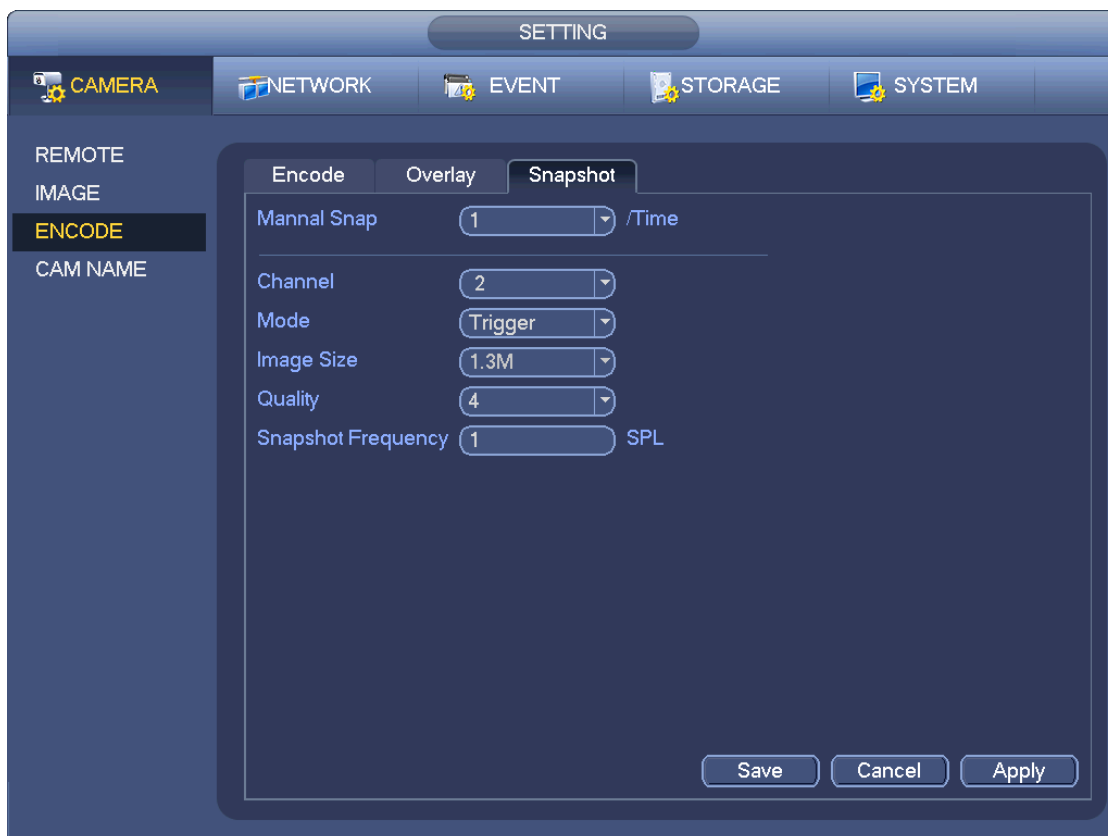 SETTING
CAMERA NETWORK EVENT STORAGE SYSTEM
REMOTE
IMAGE
ENCODE
CAM NAME
Encode Overlay Snapshot
Mannal Snap 1 /Time
Channel 2
Mode Trigger
Image Size 1.3M
Quality 4
Snapshot Frequency 1 SPL
Save Cancel Apply